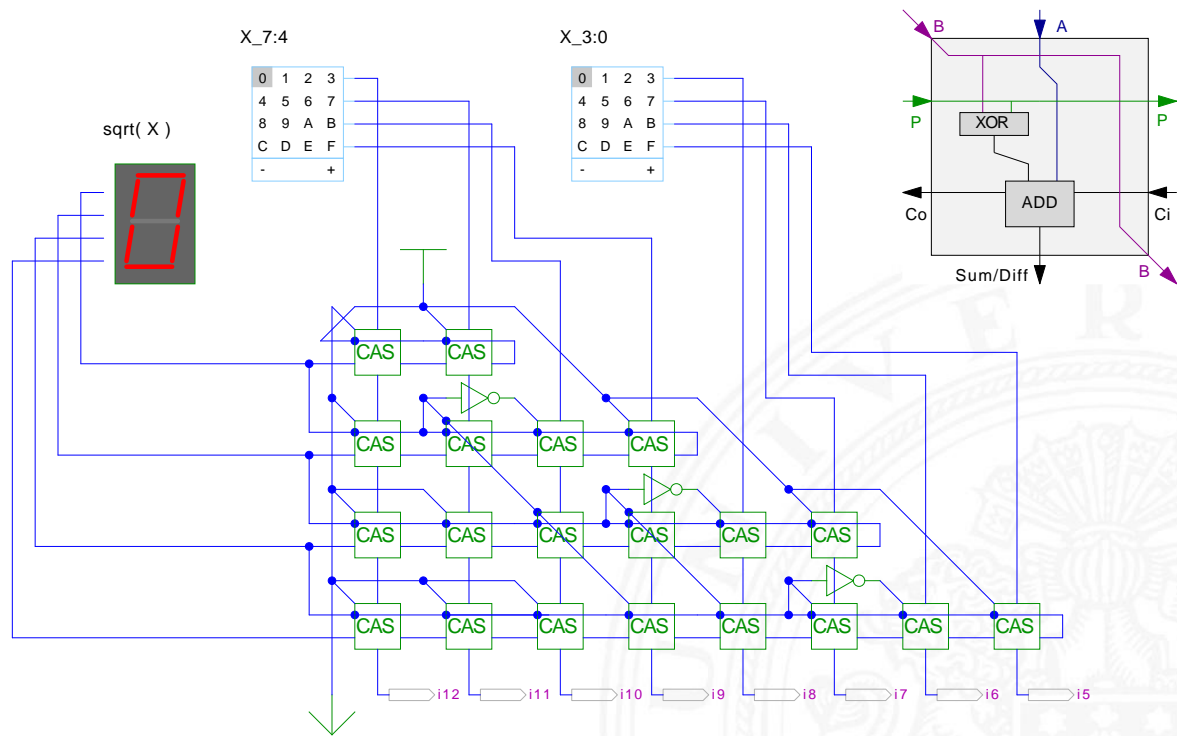 X_7:4
X_3:0
B
A
0 1 2 3
4 5 6 7
8 9 A B
C D E F
- +
0 1 2 3
4 5 6 7
8 9 A B
C D E F
- +
P
XOR
P
sqrt( X )
ADD
Co
Ci
Sum/Diff
B
CAS CAS
CAS CAS CAS CAS
CAS CAS CAS CAS CAS CAS
CAS CAS CAS CAS CAS CAS CAS CAS
i12 i11 i10 i9 i8 i7 i6 i5
I V E R